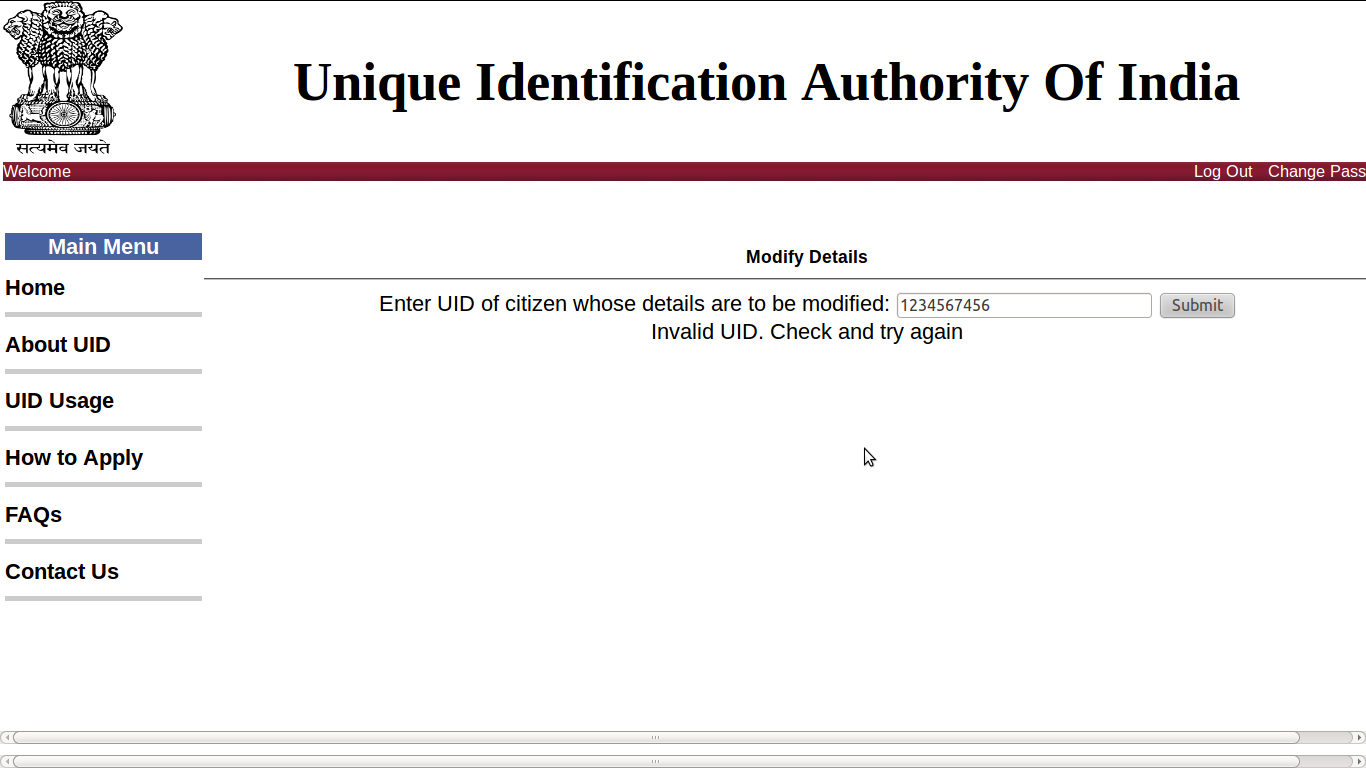 Unique Identification Authority Of India
सत्यमेव जयते
Welcome
Log Out
Change Pass
Main Menu
Home
About UID
UID Usage
How to Apply
FAQs
Contact Us
Modify Details
Enter UID of citizen whose details are to be modified: 1234567456 Submit
Invalid UID. Check and try again